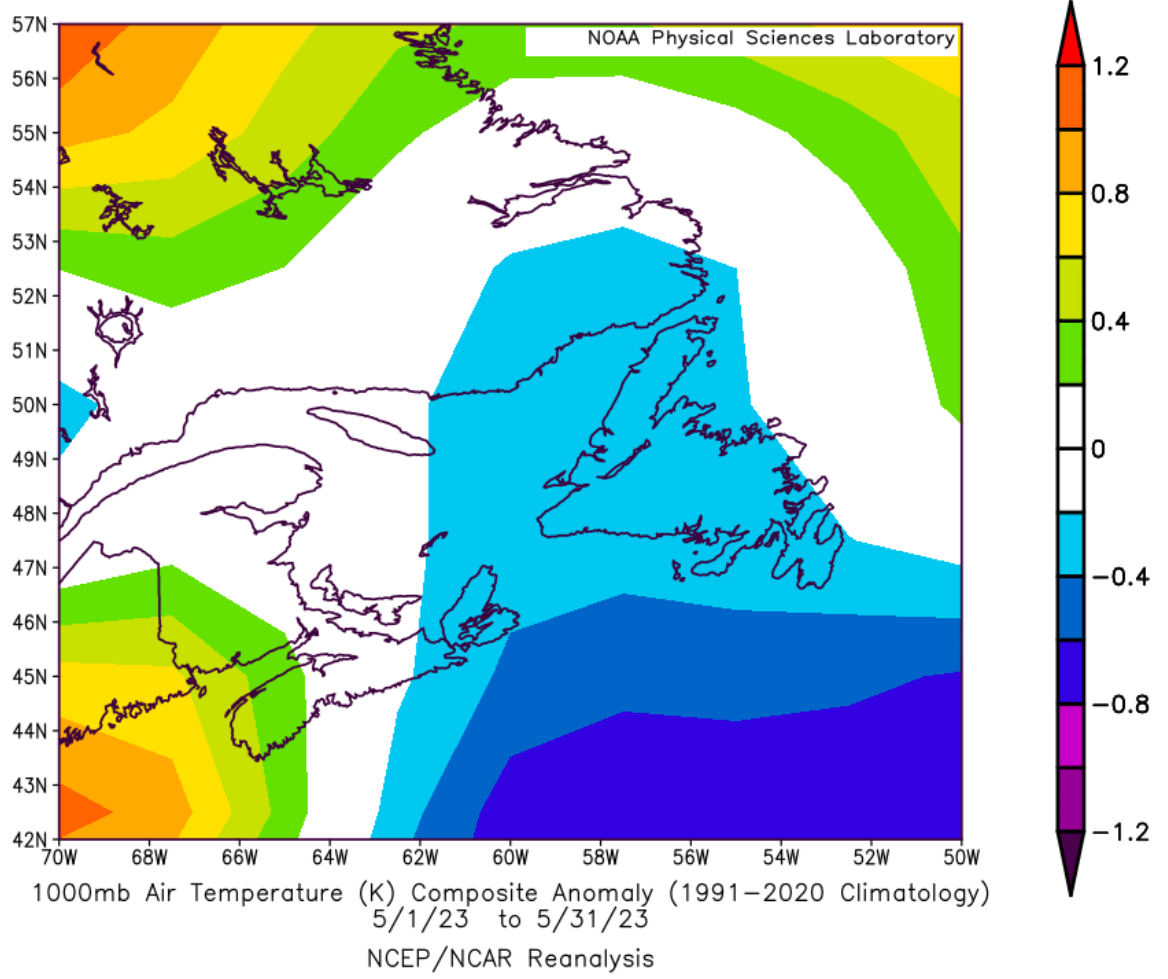 57N
56N
55N
54N
53N
52N
51N
50N
49N
48N
47N
46N
45N
44N
43N
42N
70W 68W 66W 64W 62W 60W 58W 56W 54W 52W 50W
NOAA Physical Sciences Laboratory
1.2
0.8
0.4
0
−0.4
−0.8
−1.2
1000mb Air Temperature (K) Composite Anomaly (1991−2020 Climatology)
5/1/23 to 5/31/23
NCEP/NCAR Reanalysis